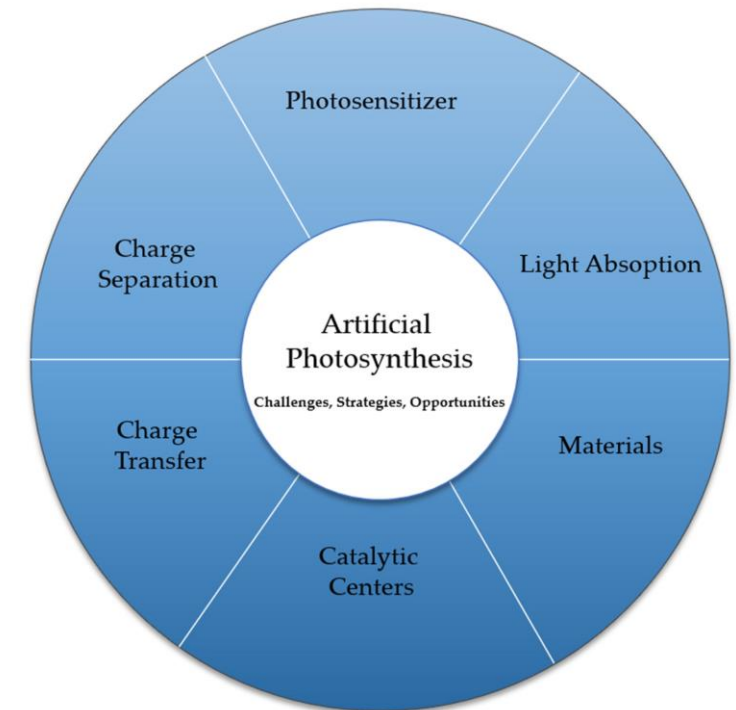 Photosensitizer
Charge
Separation
Light Absoption
Artificial
Photosynthesis
Challenges, Strategies, Opportunities
Charge
Transfer
Materials
Catalytic
Centers